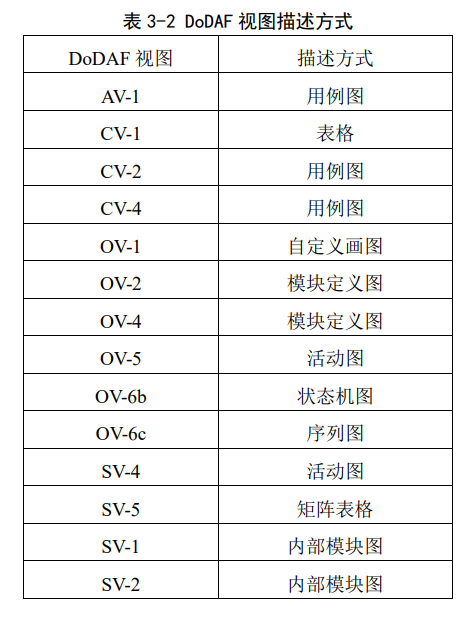 表 3-2 DoDAF 视图描述方式
DoDAF 视图 描述方式
AV-1 用例图
CV-1 表格
CV-2 用例图
CV-4 用例图
OV-1 自定义画图
OV-2 模块定义图
OV-4 模块定义图
OV-5 活动图
OV-6b 状态机图
OV-6c 序列图
SV-4 活动图
SV-5 矩阵表格
SV-1 内部模块图
SV-2 内部模块图